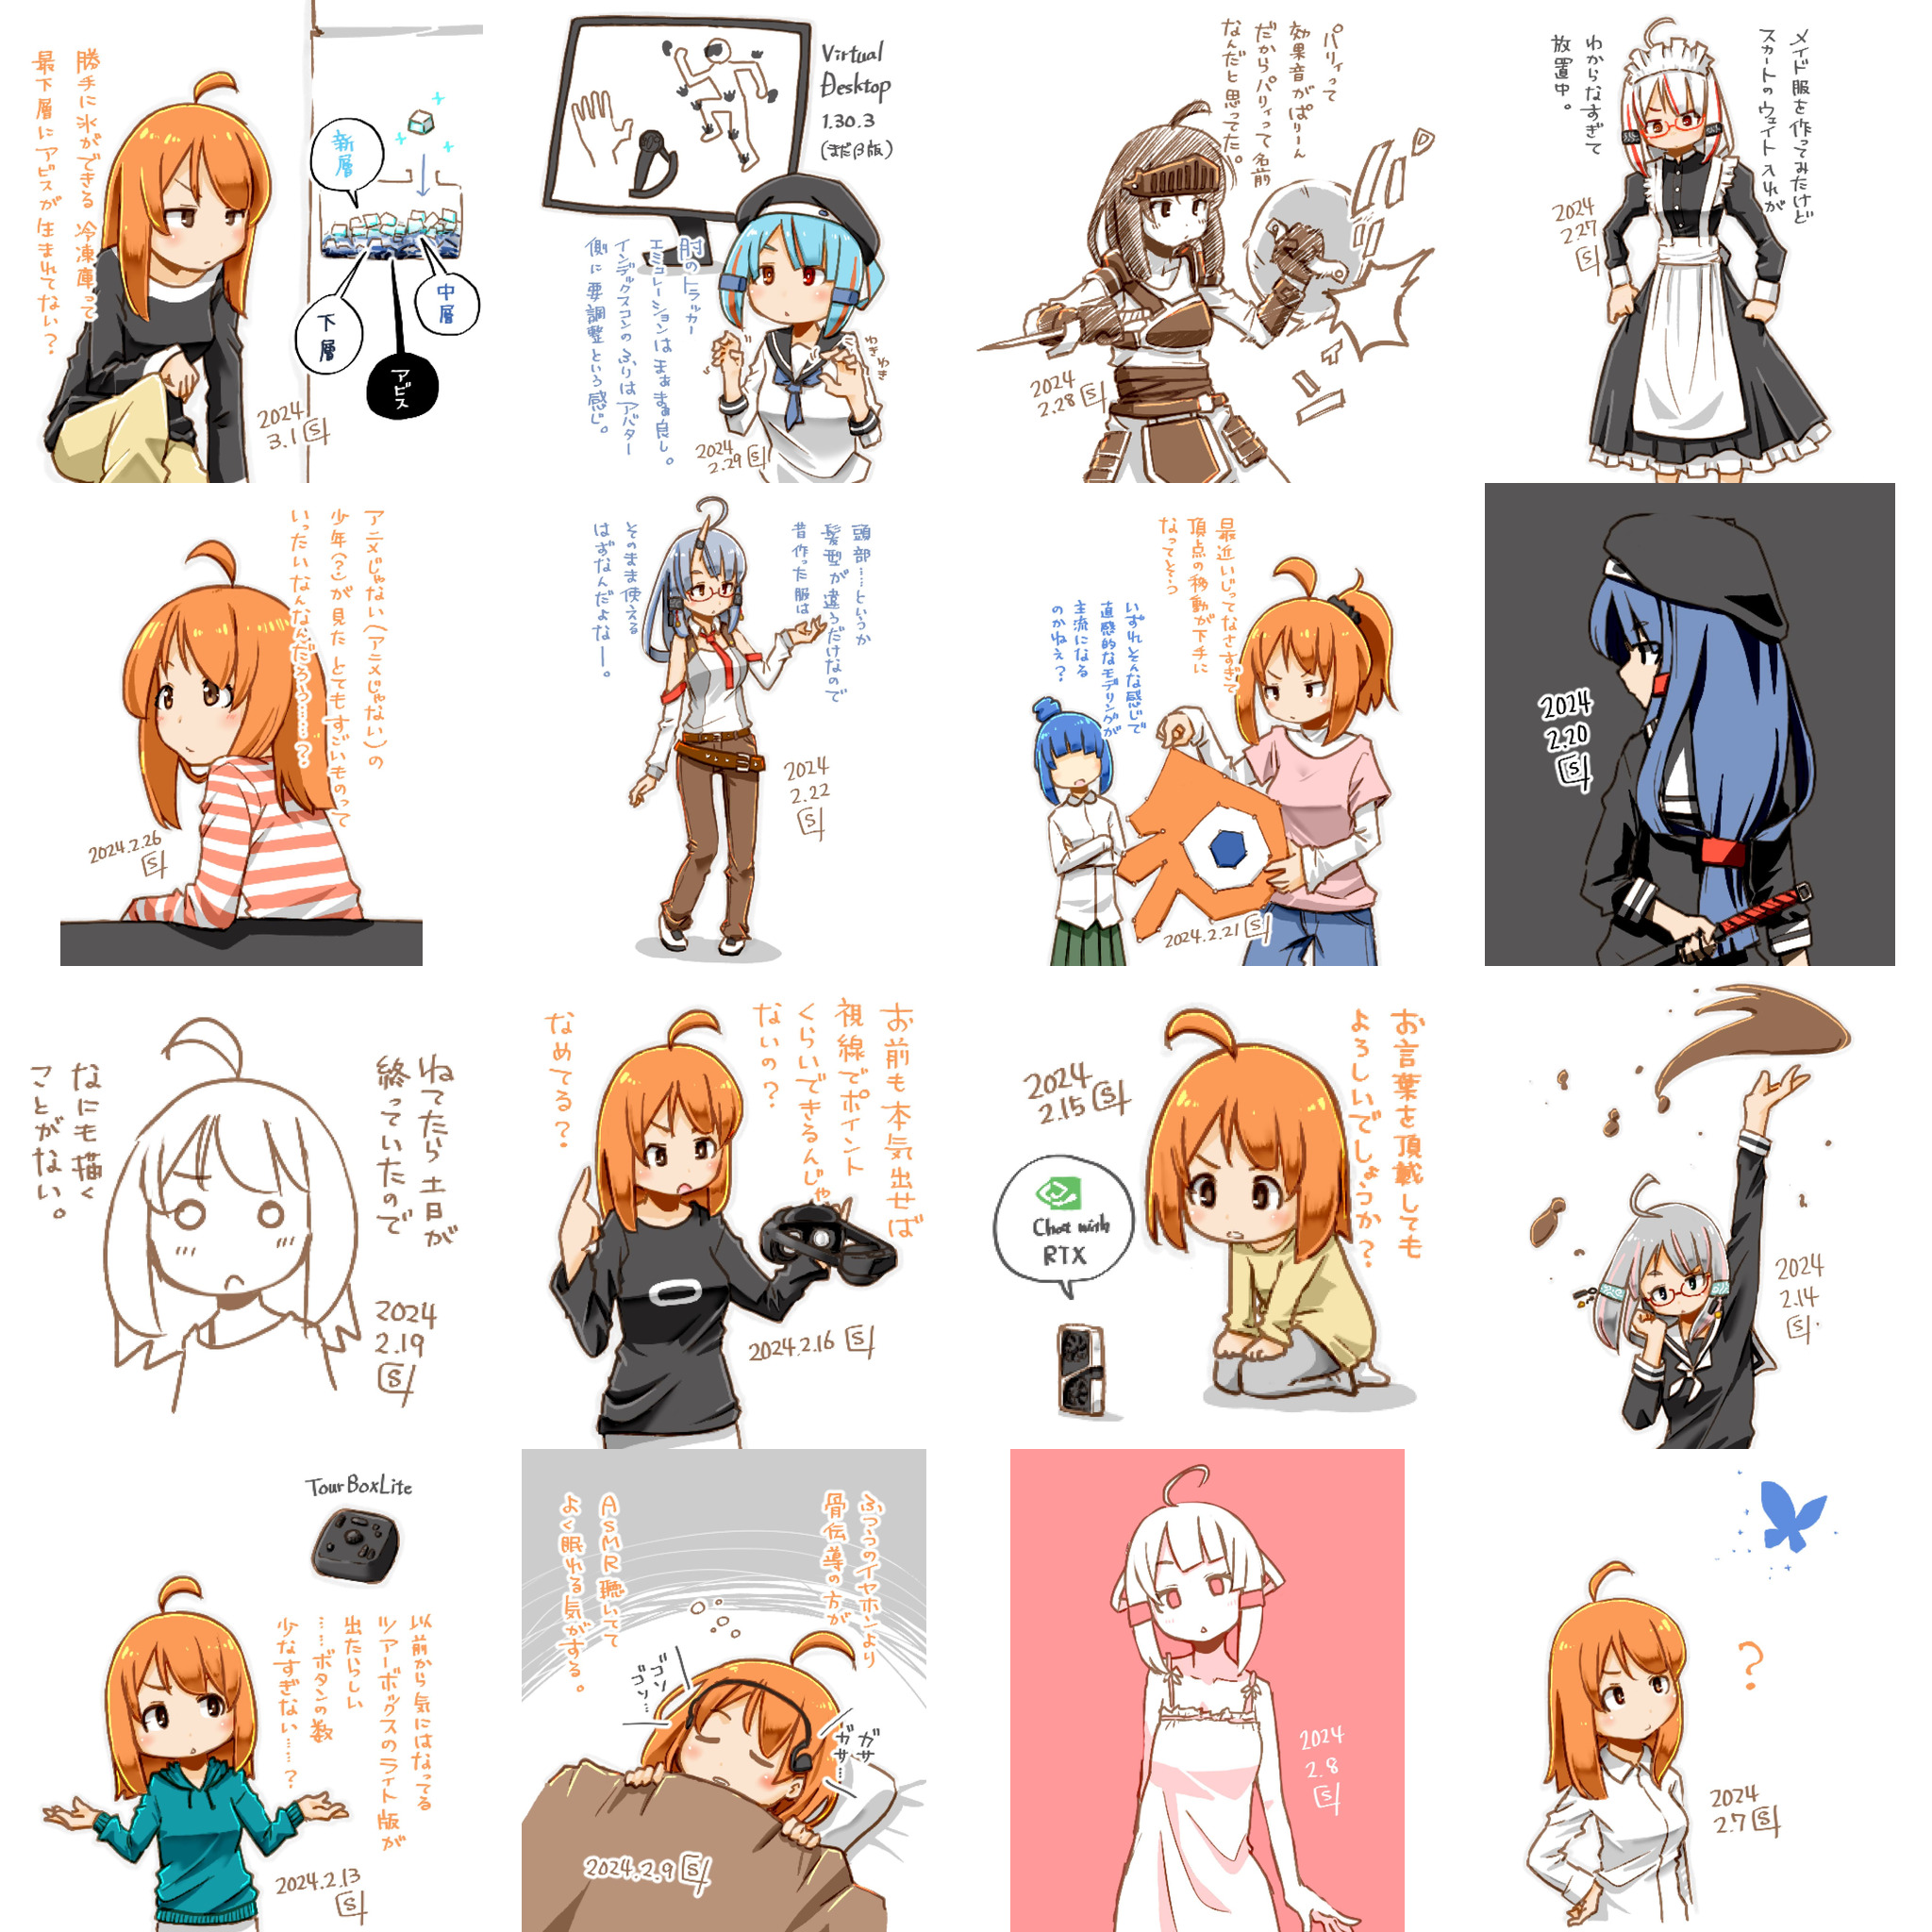 勝手に氷ができる冷凍庫って
最下層にアビスが生まれてない?
新層
中層
下層
アビス
2024
3.1 S
Virtual
Desktop
1.30.3
(まだβ版)
肘のトラッカー
エミュレーションはまぁまぁ良し。
インデックスコンのふりはアバター
側に要調整という感じ。
わきわき
2024
2.29 S
パリィって
効果音がぱりーん
だからパリィって名前
なんだと思ってた。
2024
2.28 S
メイド服を作ってみたけど
スカートのウェイト入れが
わからなすぎて
放置中。
2024
2.27
S
アニメじゃない(アニメじゃない)の
少年(?)が見たとてもすごいものって
いったいなんなんだろう……?
2024.2.26
S
頭部……というか
髪型が違うだけなので
昔作った服は
そのまま使える
はずなんだよなー。
2024
2.22
S
最近いじってなさすぎて
頂点の移動が下手に
なってそう
いずれそんな感じで
直感的なモデリングが
主流になる
のかねぇ?
2024.2.21 S
2024
2.20
S
ねてたら土日が
終っていたので
なにも描く
ことがない。
2024
2.19
S
お前も本気出せば
視線でポイント
くらいできるんじゃ
ないの?
なめてる?
2024.2.16 S
お言葉を頂戴しても
よろしいでしょうか?
2024
2.15 S
Chat with
RTX
2024
2.14
S
TourBoxLite
以前から気にはなってる
ツアーボックスのライト版が
出たらしい
……ボタンの数
少なすぎない……?
2024.2.13
S
ふつうのイヤホンより
骨伝導の方が
ASMR聴いてて
よく眠れる気がする。
ゴソゴソ…
ガサガサ…
2024.2.9 S
2024
2.8
S
?
2024
2.7 S